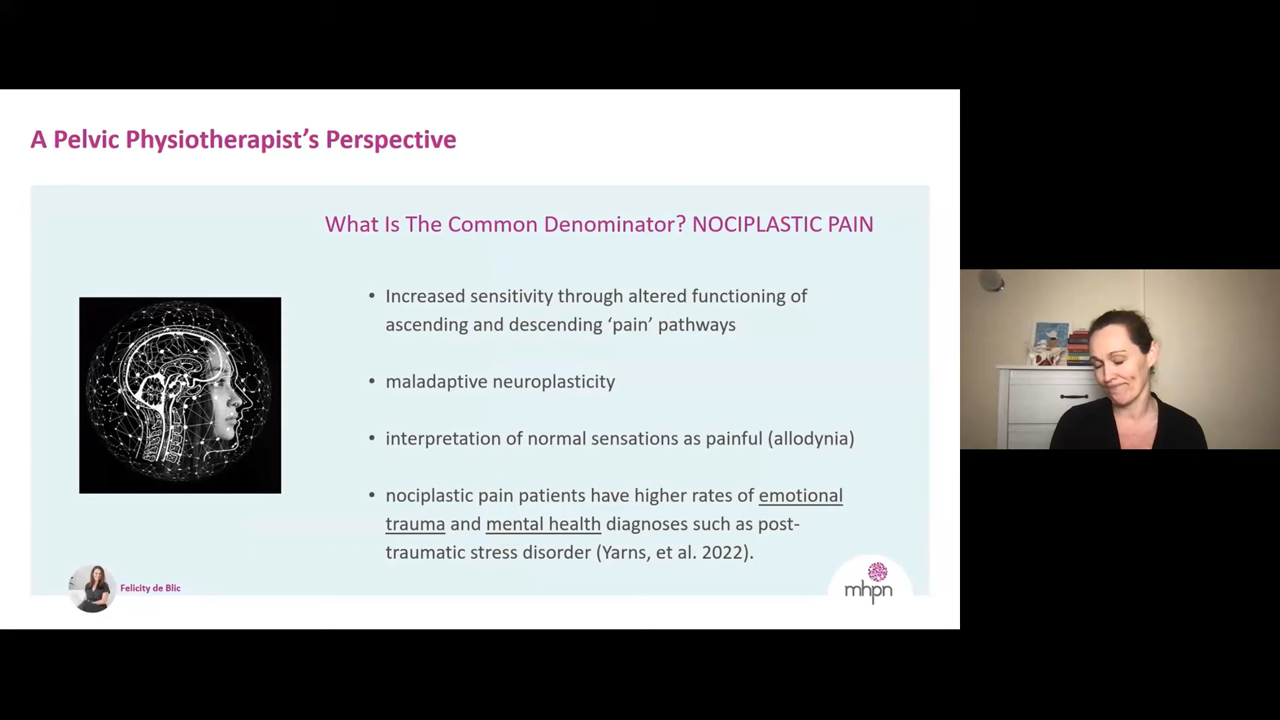 A Pelvic Physiotherapist’s Perspective
What Is The Common Denominator? NOCIPLASTIC PAIN
• Increased sensitivity through altered functioning of
ascending and descending ‘pain’ pathways
• maladaptive neuroplasticity
• interpretation of normal sensations as painful (allodynia)
• nociplastic pain patients have higher rates of emotional
trauma and mental health diagnoses such as post-
traumatic stress disorder (Yarns, et al. 2022).
Felicity de Blic
mhpn